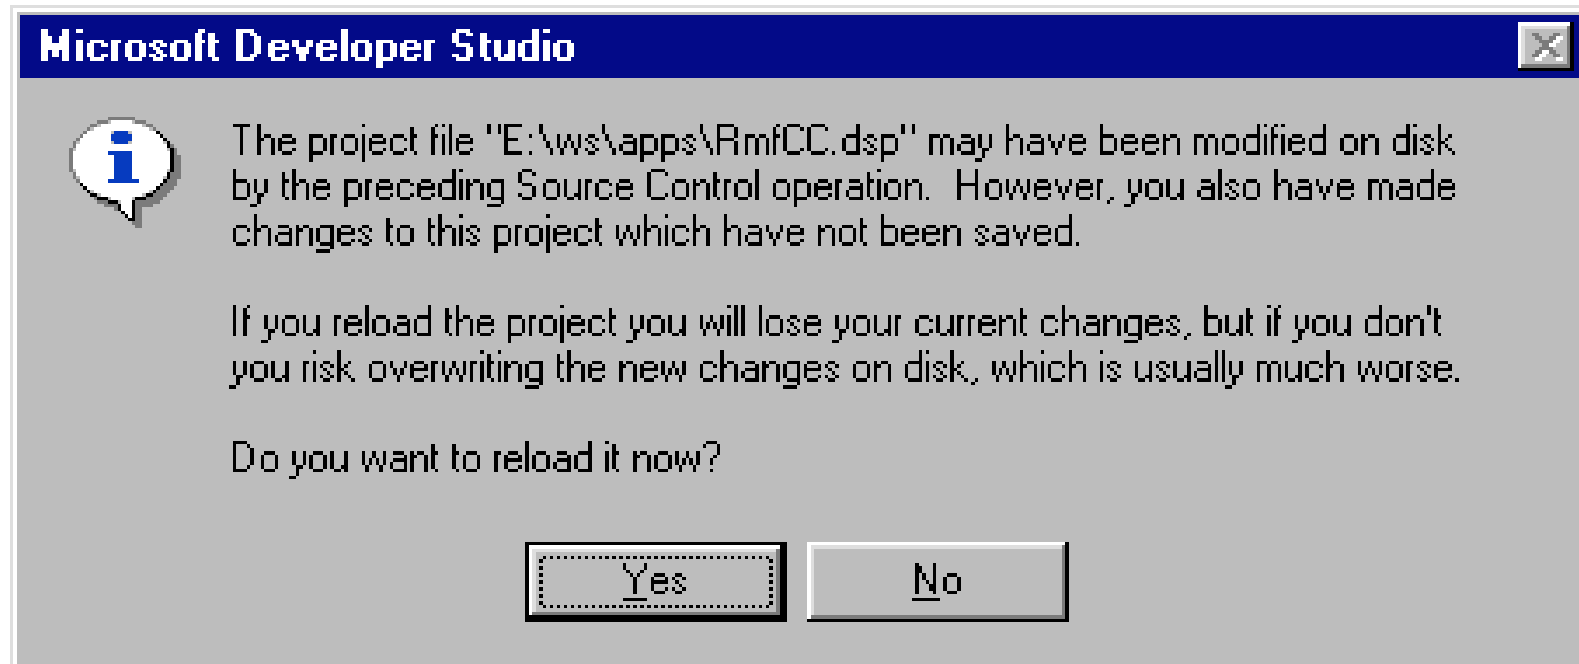 Microsoft Developer Studio
The project file "E:\ws\apps\RmfCC.dsp" may have been modified on disk
by the preceding Source Control operation.  However, you also have made
changes to this project which have not been saved.
If you reload the project you will lose your current changes, but if you don't
you risk overwriting the new changes on disk, which is usually much worse.
Do you want to reload it now?
Yes
No